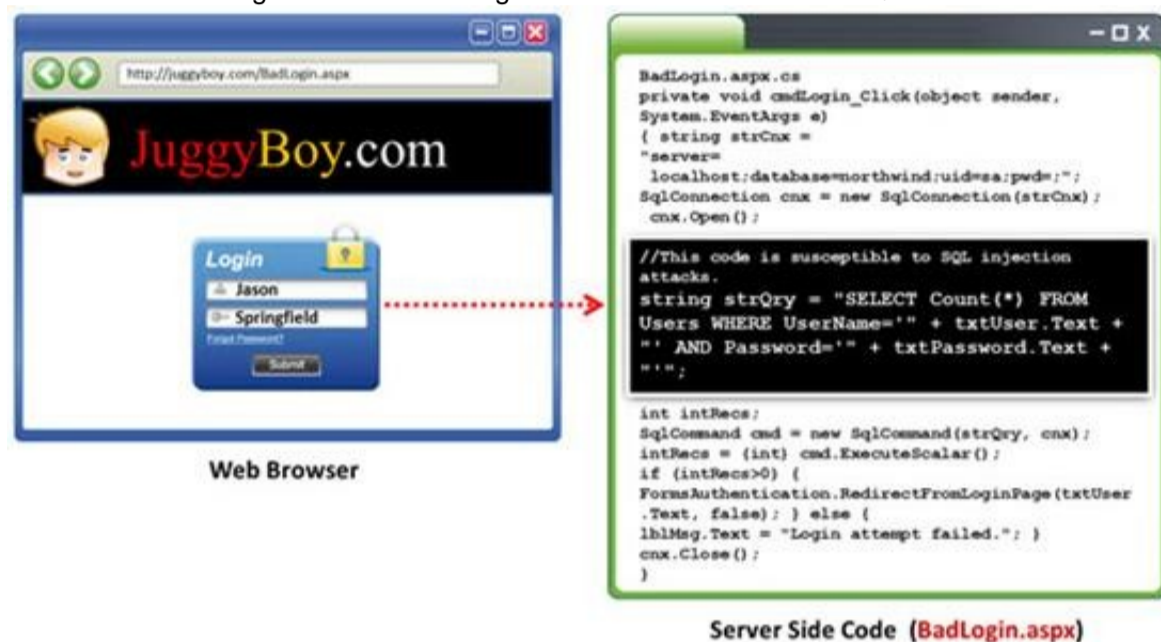 http://juggyboy.com/BadLogin.aspx
JuggyBoy.com
Login
Jason
Springfield
Forgot Password?
Submit
Web Browser
BadLogin.aspx.cs
private void cmdLogin_Click(object sender,
System.EventArgs e)
{ string strCnx =
"server=
localhost;database=northwind;uid=sa;pwd=;";
SqlConnection cnx = new SqlConnection(strCnx);
cnx.Open();
//This code is susceptible to SQL injection
attacks.
string strQry = "SELECT Count(*) FROM
Users WHERE UserName='" + txtUser.Text +
"' AND Password='" + txtPassword.Text +
"'";
int intRecs;
SqlCommand cmd = new SqlCommand(strQry, cnx);
intRecs = (int) cmd.ExecuteScalar();
if (intRecs>0) {
FormsAuthentication.RedirectFromLoginPage(txtUser
.Text, false); } else {
lblMsg.Text = "Login attempt failed."; }
cnx.Close();
}
Server Side Code (BadLogin.aspx)